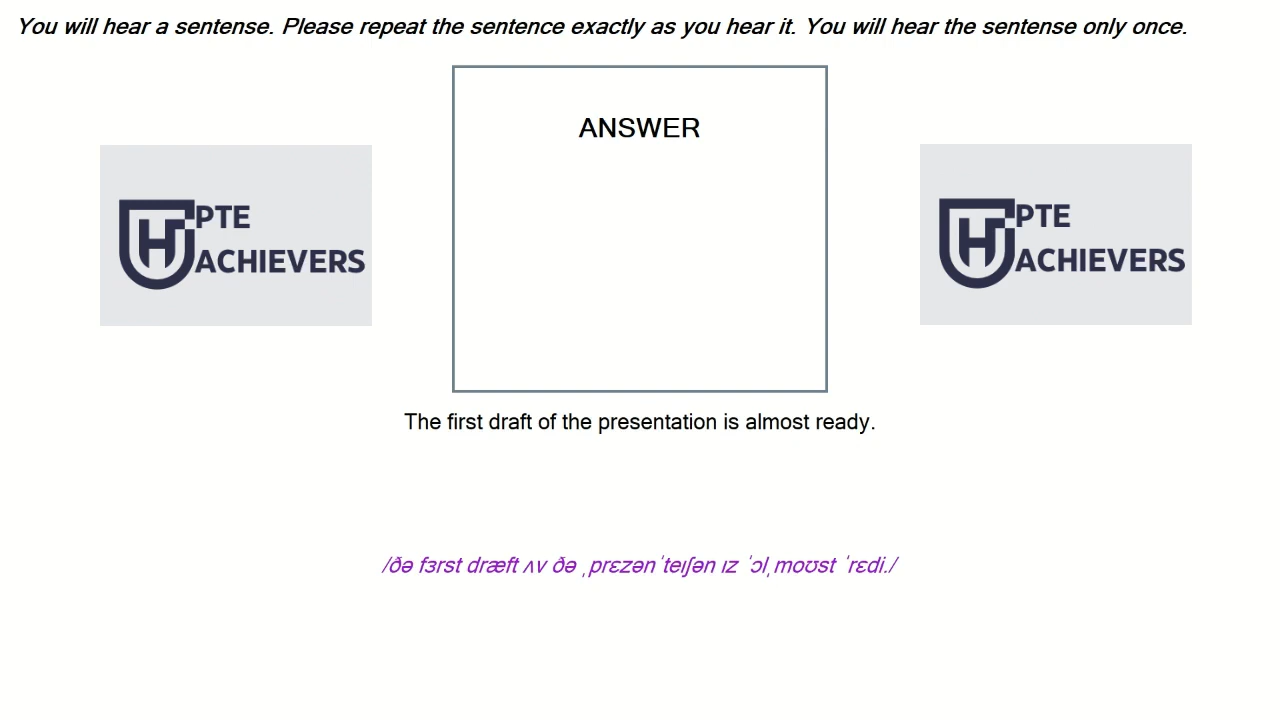 You will hear a sentense. Please repeat the sentence exactly as you hear it. You will hear the sentense only once.
ANSWER
PTE
ACHIEVERS
PTE
ACHIEVERS
The first draft of the presentation is almost ready.
/ðə fɜrst dræft ʌv ðə ˌprɛzənˈteɪʃən ɪz ˈɔlˌmoʊst ˈrɛdi./